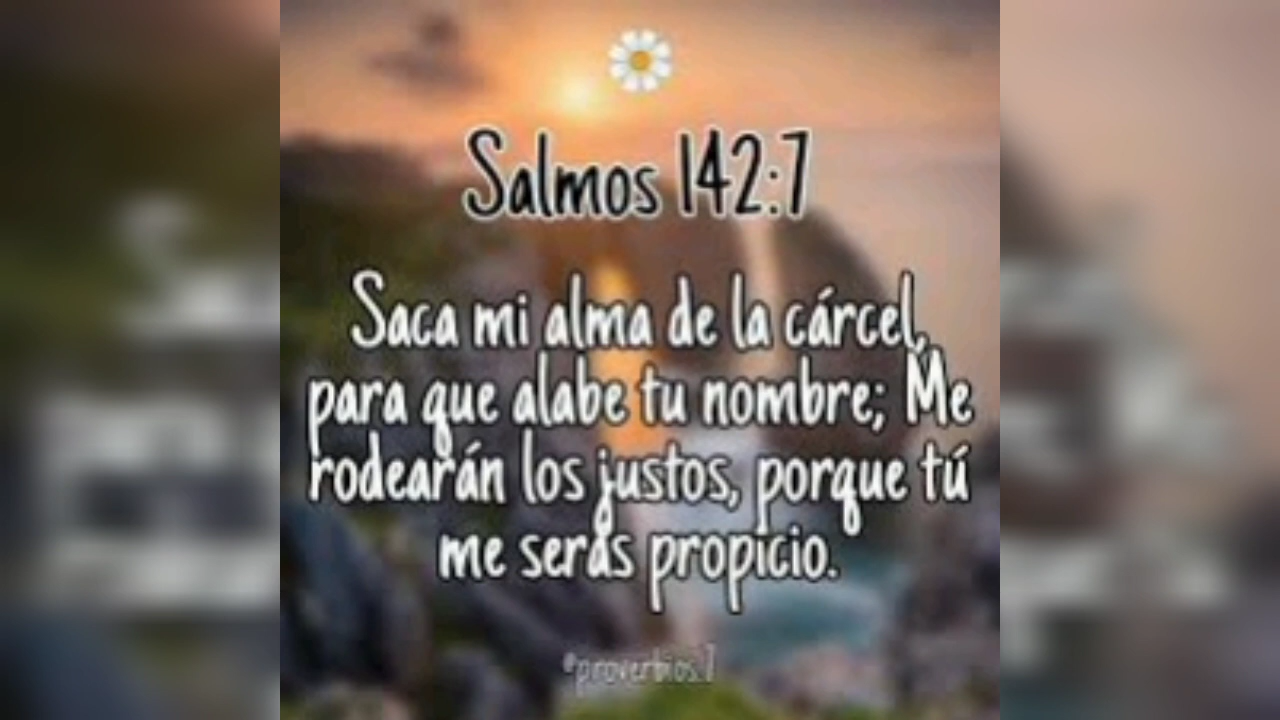 Salmos 142:7
Saca mi alma de la cárcel,
para que alabe tu nombre; Me
rodearán los justos, porque tú
me serás propicio.
@proverbios.7